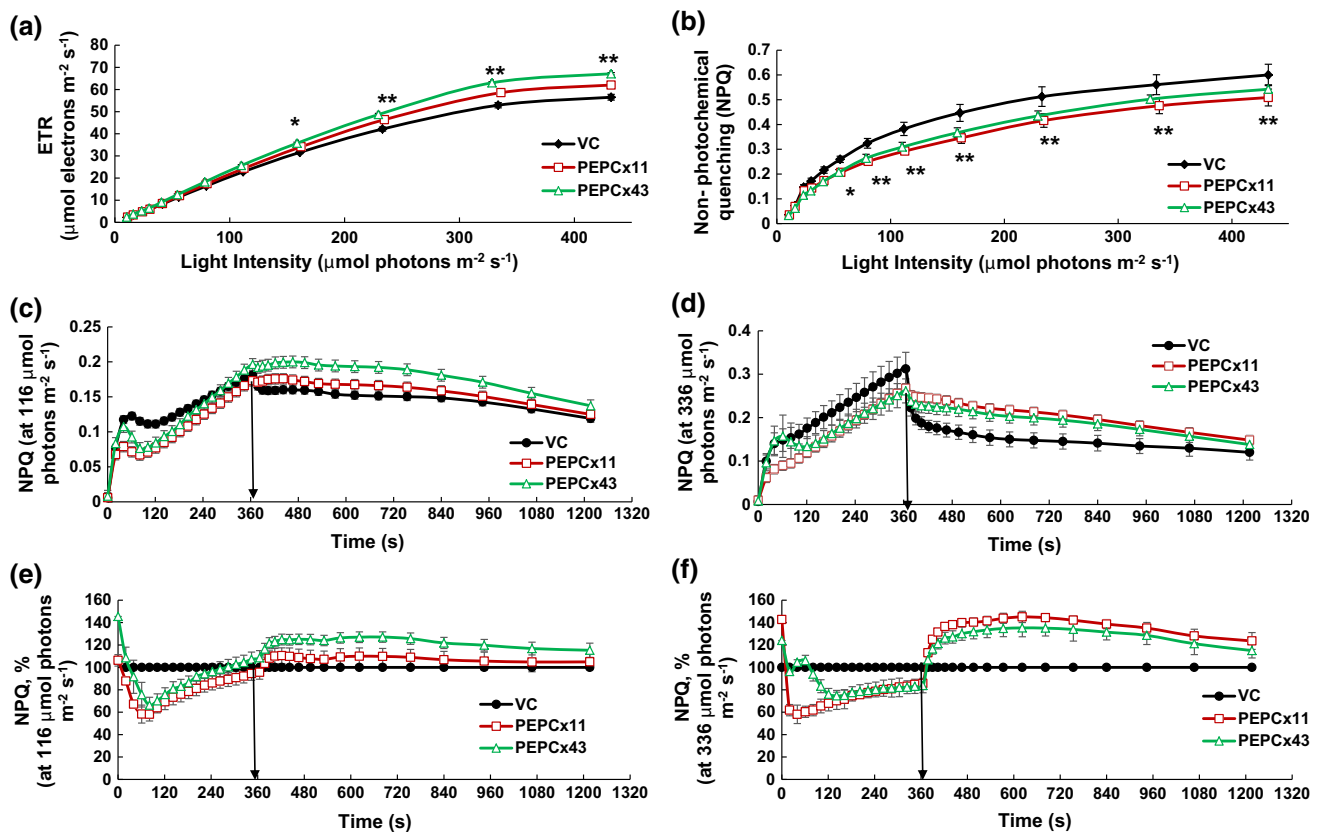 (a)
ETR
(μmol electrons m-2 s-1)
80
70
60
50
40
30
20
10
0
0 100 200 300 400
Light Intensity (μmol photons m-2 s-1)
* ** ** **
VC
PEPCx11
PEPCx43
(b)
Non- photochemical
quenching (NPQ)
0.7
0.6
0.5
0.4
0.3
0.2
0.1
0
0 100 200 300 400
Light Intensity (μmol photons m-2 s-1)
* ** ** ** ** ** **
VC
PEPCx11
PEPCx43
(c)
NPQ (at 116 μmol
photons m-2 s-1)
0.25
0.2
0.15
0.1
0.05
0
0 120 240 360 480 600 720 840 960 1080 1200 1320
Time (s)
VC
PEPCx11
PEPCx43
(d)
NPQ (at 336 μmol
photons m-2 s-1)
0.4
0.3
0.2
0.1
0
0 120 240 360 480 600 720 840 960 1080 1200 1320
Time (s)
VC
PEPCx11
PEPCx43
(e)
NPQ, %
(at 116 μmol photons
m-2 s-1)
160
140
120
100
80
60
40
20
0
0 120 240 360 480 600 720 840 960 1080 1200 1320
Time (s)
VC
PEPCx11
PEPCx43
(f)
NPQ, %
(at 336 μmol photons
m-2 s-1)
160
140
120
100
80
60
40
20
0
0 120 240 360 480 600 720 840 960 1080 1200 1320
Time (s)
VC
PEPCx11
PEPCx43